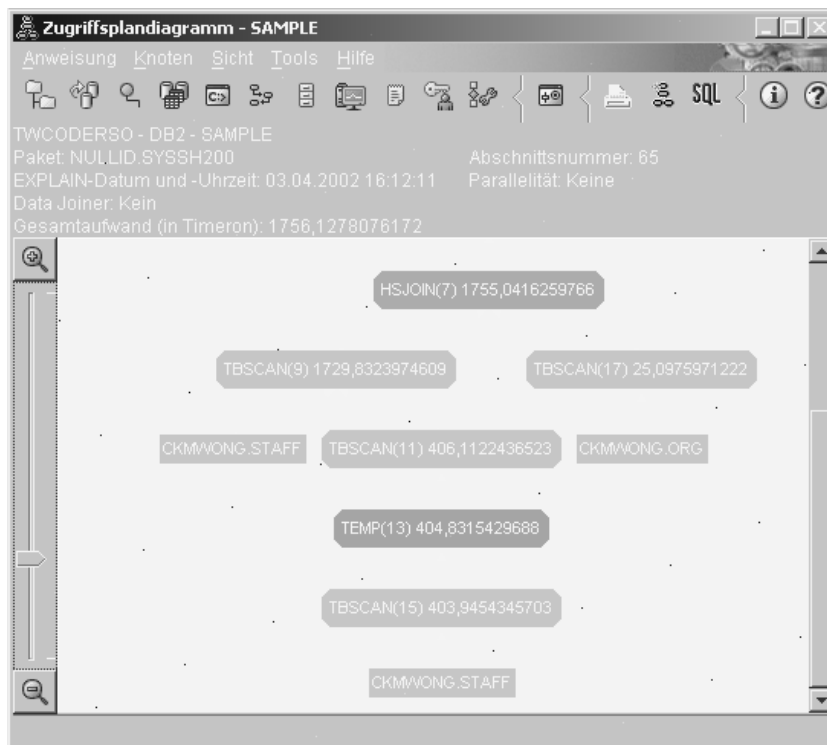 Zugriffsplandiagramm - SAMPLE
Anweisung Knoten Sicht Tools Hilfe
C:> SQL
TWCODERSO - DB2 - SAMPLE
Paket: NULLID.SYSSH200 Abschnittsnummer: 65
EXPLAIN-Datum und -Uhrzeit: 03.04.2002 16:12:11 Parallelität: Keine
Data Joiner: Kein
Gesamtaufwand (in Timeron): 1756,1278076172
HSJOIN(7) 1755,0416259766
TBSCAN(9) 1729,8323974609 TBSCAN(17) 25,0975971222
CKMWONG.STAFF TBSCAN(11) 406,1122436523 CKMWONG.ORG
TEMP(13) 404,8315429688
TBSCAN(15) 403,9454345703
CKMWONG.STAFF